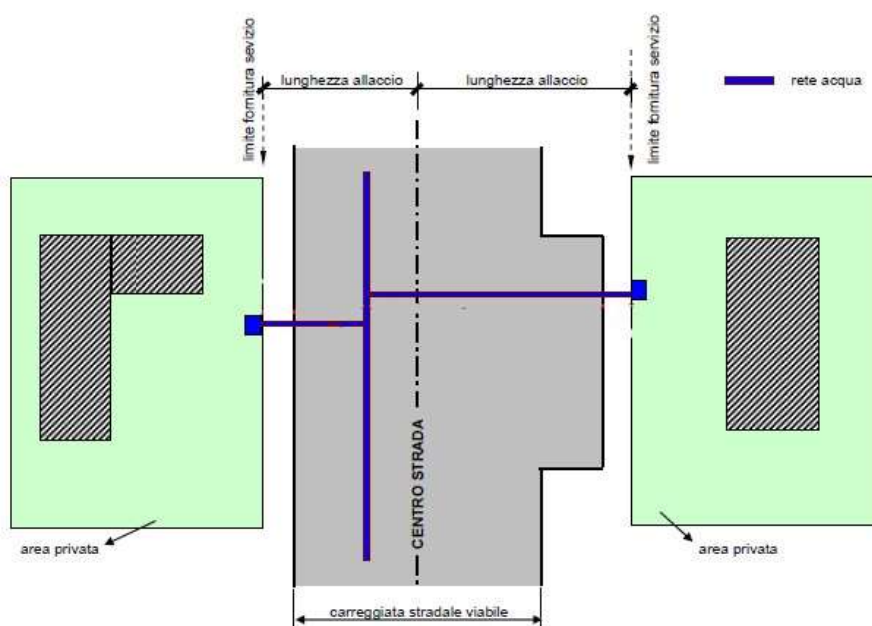 limite fornitura sevizio
lunghezza allaccio
lunghezza allaccio
limite fornitura servizio
rete acqua
CENTRO STRADA
area privata
area privata
carreggiata stradale viabile